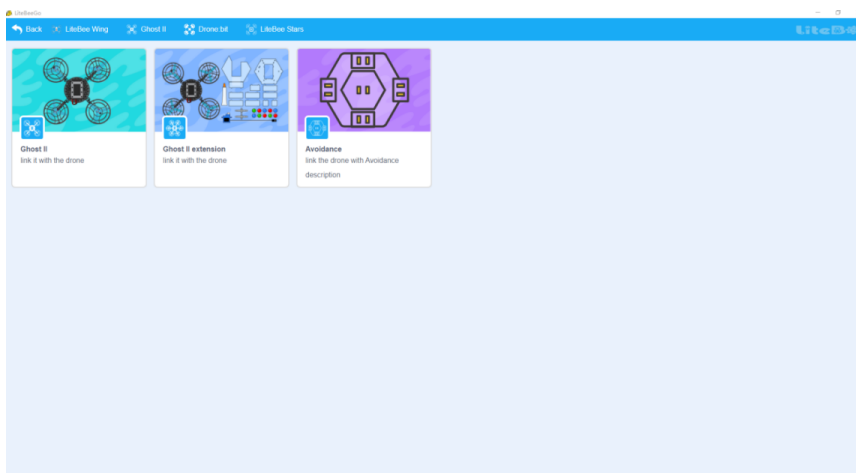 LiteBeeGo
Back LiteBee Wing Ghost II Drone:bit LiteBee Stars
Ghost II
link it with the drone
Ghost II extension
link it with the drone
Avoidance
link the drone with Avoidance
description